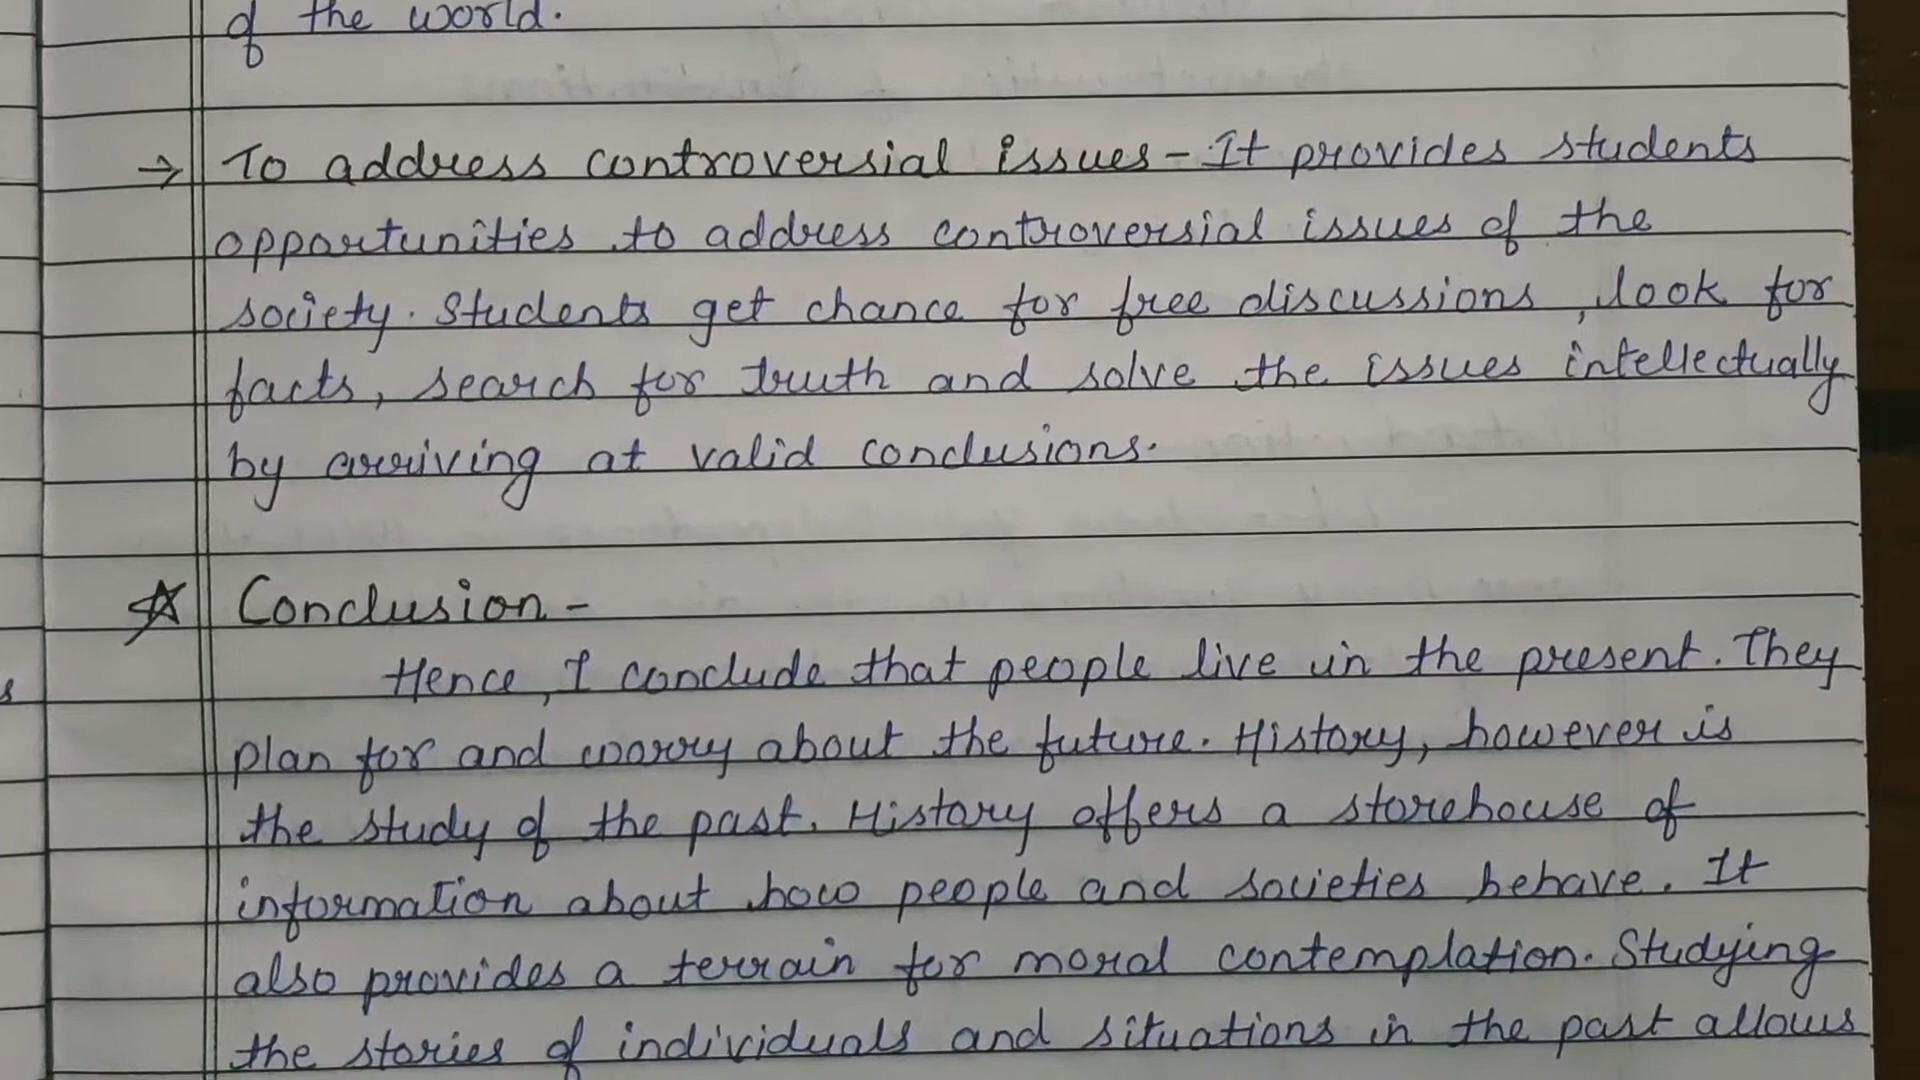 of the world.
→ To address controversial issues - It provides students
opportunities to address controversial issues of the
society. Students get chance for free discussions, look for
facts, search for truth and solve the issues intellectually
by arriving at valid conclusions.
☆ Conclusion -
Hence, I conclude that people live in the present. They
plan for and worry about the future. History, however is
the study of the past. History offers a storehouse of
information about how people and societies behave. It
also provides a terrain for moral contemplation. Studying
the stories of individuals and situations in the past allows